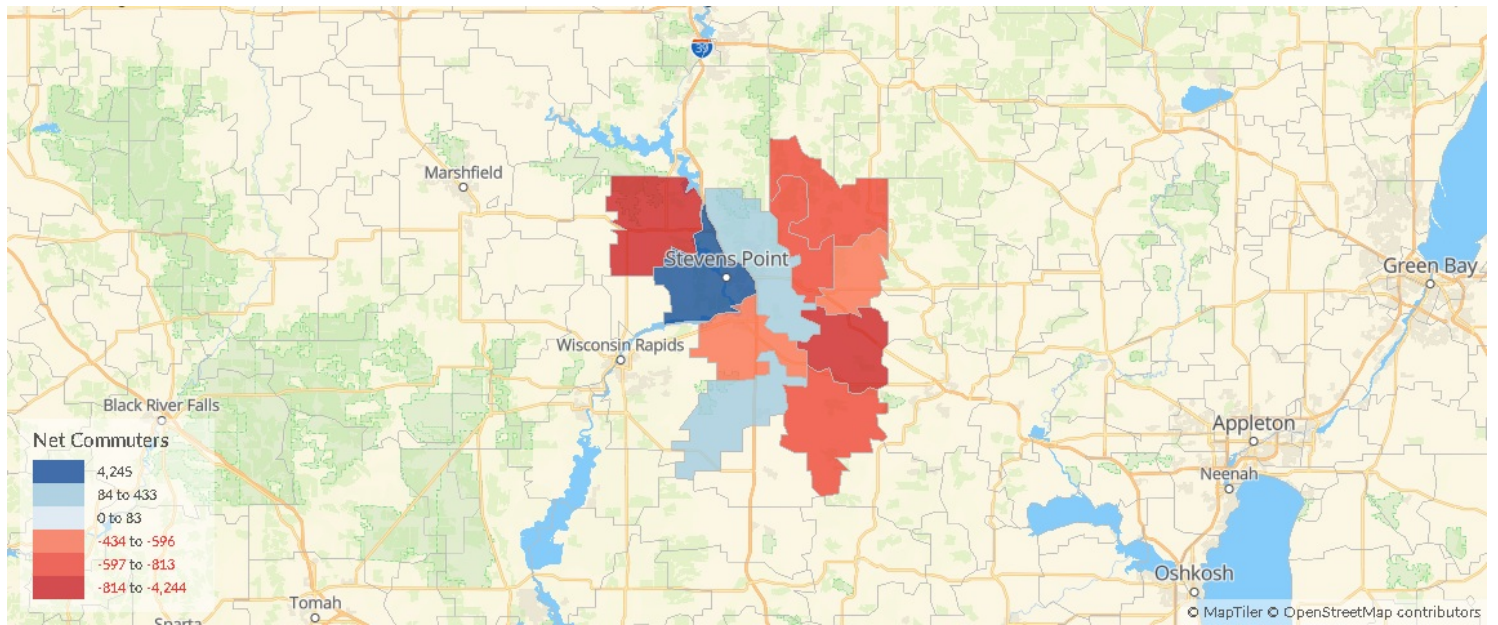 39
Marshfield
Stevens Point
Green Bay
Wisconsin Rapids
Black River Falls
Appleton
Neenah
Oshkosh
Tomah
Sparta
Net Commuters
4,245
84 to 433
0 to 83
-434 to -596
-597 to -813
-814 to -4,244
© MapTiler © OpenStreetMap contributors